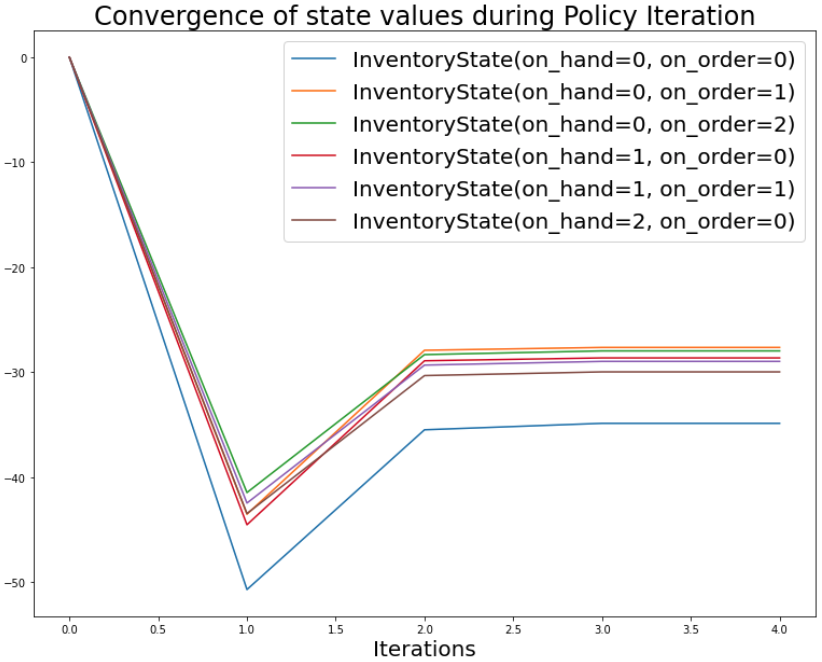 Convergence of state values during Policy Iteration
InventoryState(on_hand=0, on_order=0)
InventoryState(on_hand=0, on_order=1)
InventoryState(on_hand=0, on_order=2)
InventoryState(on_hand=1, on_order=0)
InventoryState(on_hand=1, on_order=1)
InventoryState(on_hand=2, on_order=0)
0
−10
−20
−30
−40
−50
0.0 0.5 1.0 1.5 2.0 2.5 3.0 3.5 4.0
Iterations